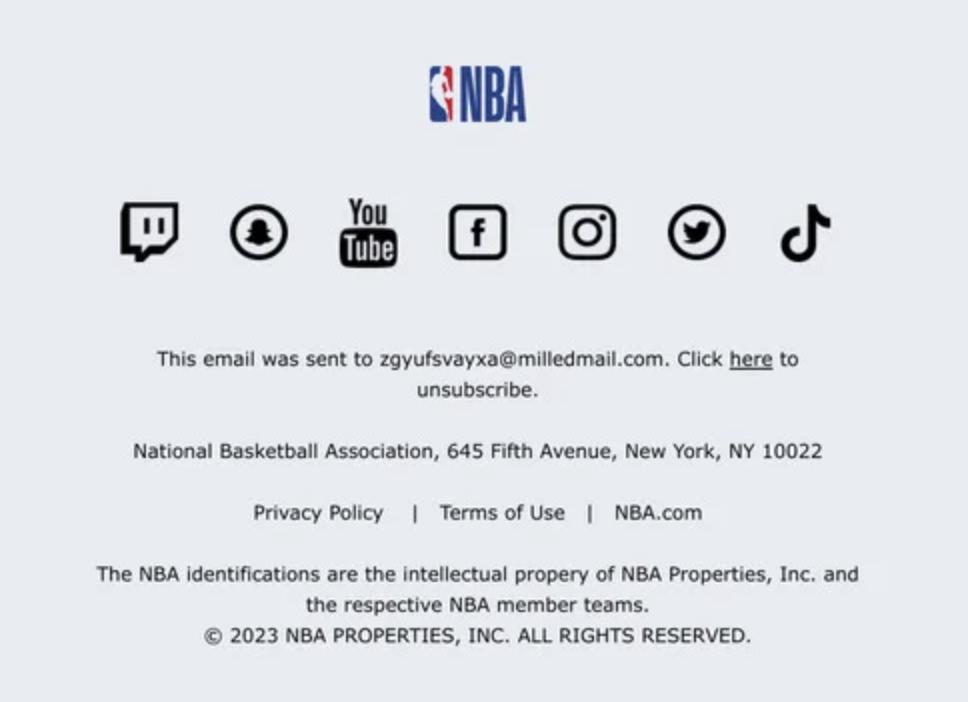 NBA
You
Tube
This email was sent to zgyufsvayxa@milledmail.com. Click here to
unsubscribe.
National Basketball Association, 645 Fifth Avenue, New York, NY 10022
Privacy Policy | Terms of Use | NBA.com
The NBA identifications are the intellectual propery of NBA Properties, Inc. and
the respective NBA member teams.
© 2023 NBA PROPERTIES, INC. ALL RIGHTS RESERVED.